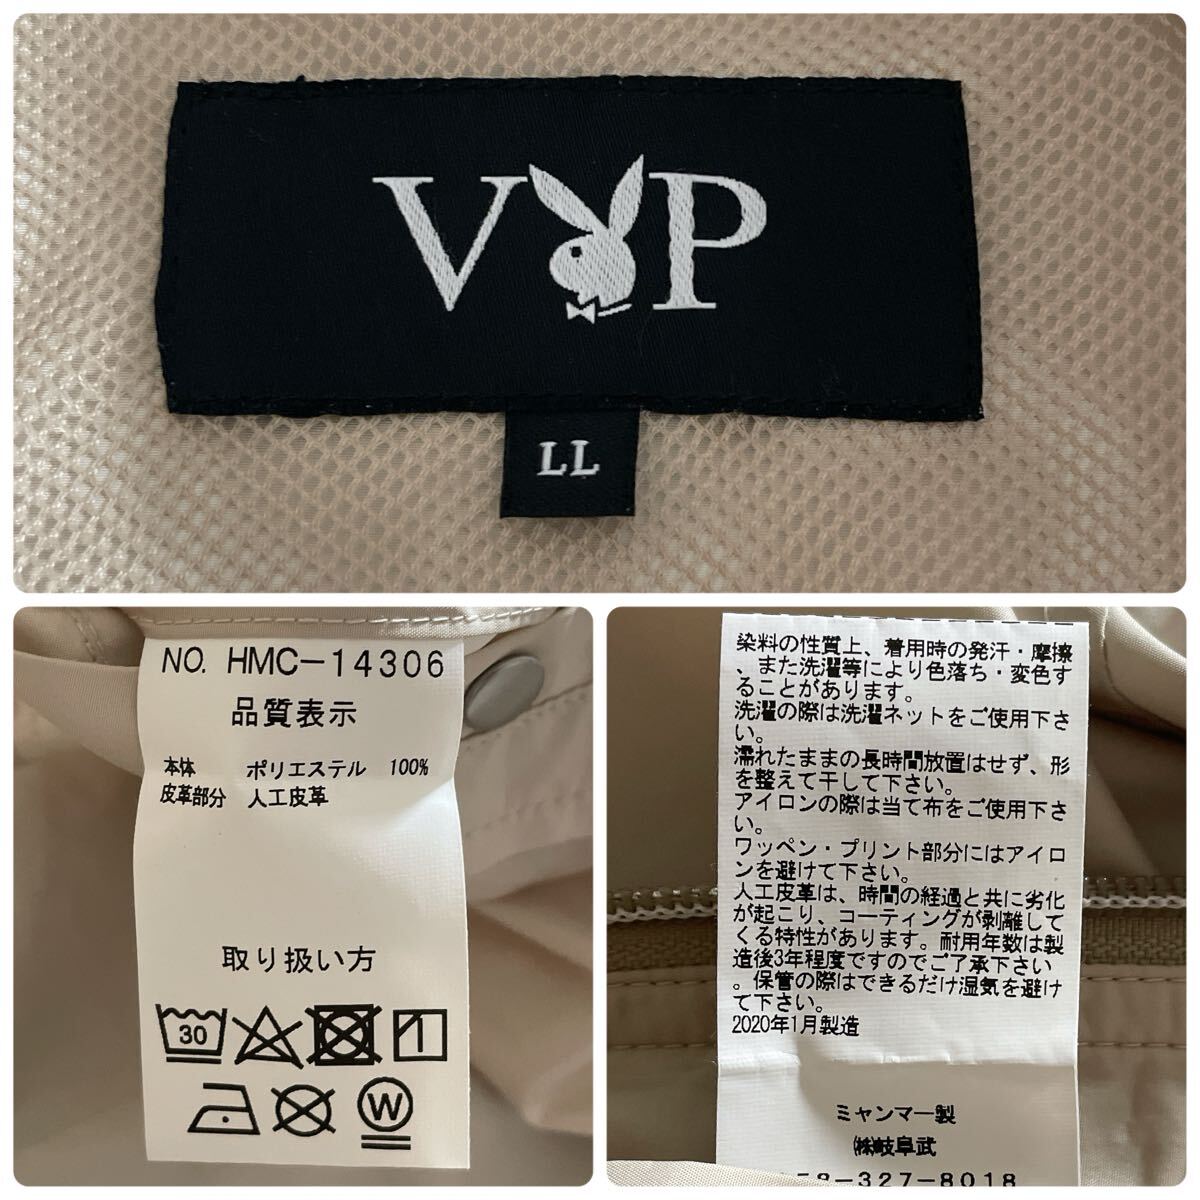 VP
LL
NO. HMC-14306
品質表示
本体 ポリエステル 100%
皮革部分 人工皮革
取り扱い方
30
W
染料の性質上、着用時の発汗・摩擦
、また洗濯等により色落ち・変色す
ることがあります。
洗濯の際は洗濯ネットをご使用下さ
い。
濡れたままの長時間放置はせず、形
を整えて干して下さい。
アイロンの際は当て布をご使用下さ
い。
ワッペン・プリント部分にはアイロ
ンを避けて下さい。
人工皮革は、時間の経過と共に劣化
が起こり、コーティングが剥離して
くる特性があります。耐用年数は製
造後3年程度ですのでご了承下さい
。保管の際はできるだけ湿気を避け
て下さい。
2020年1月製造
ミャンマー製
㈱岐阜武
058-327-8018